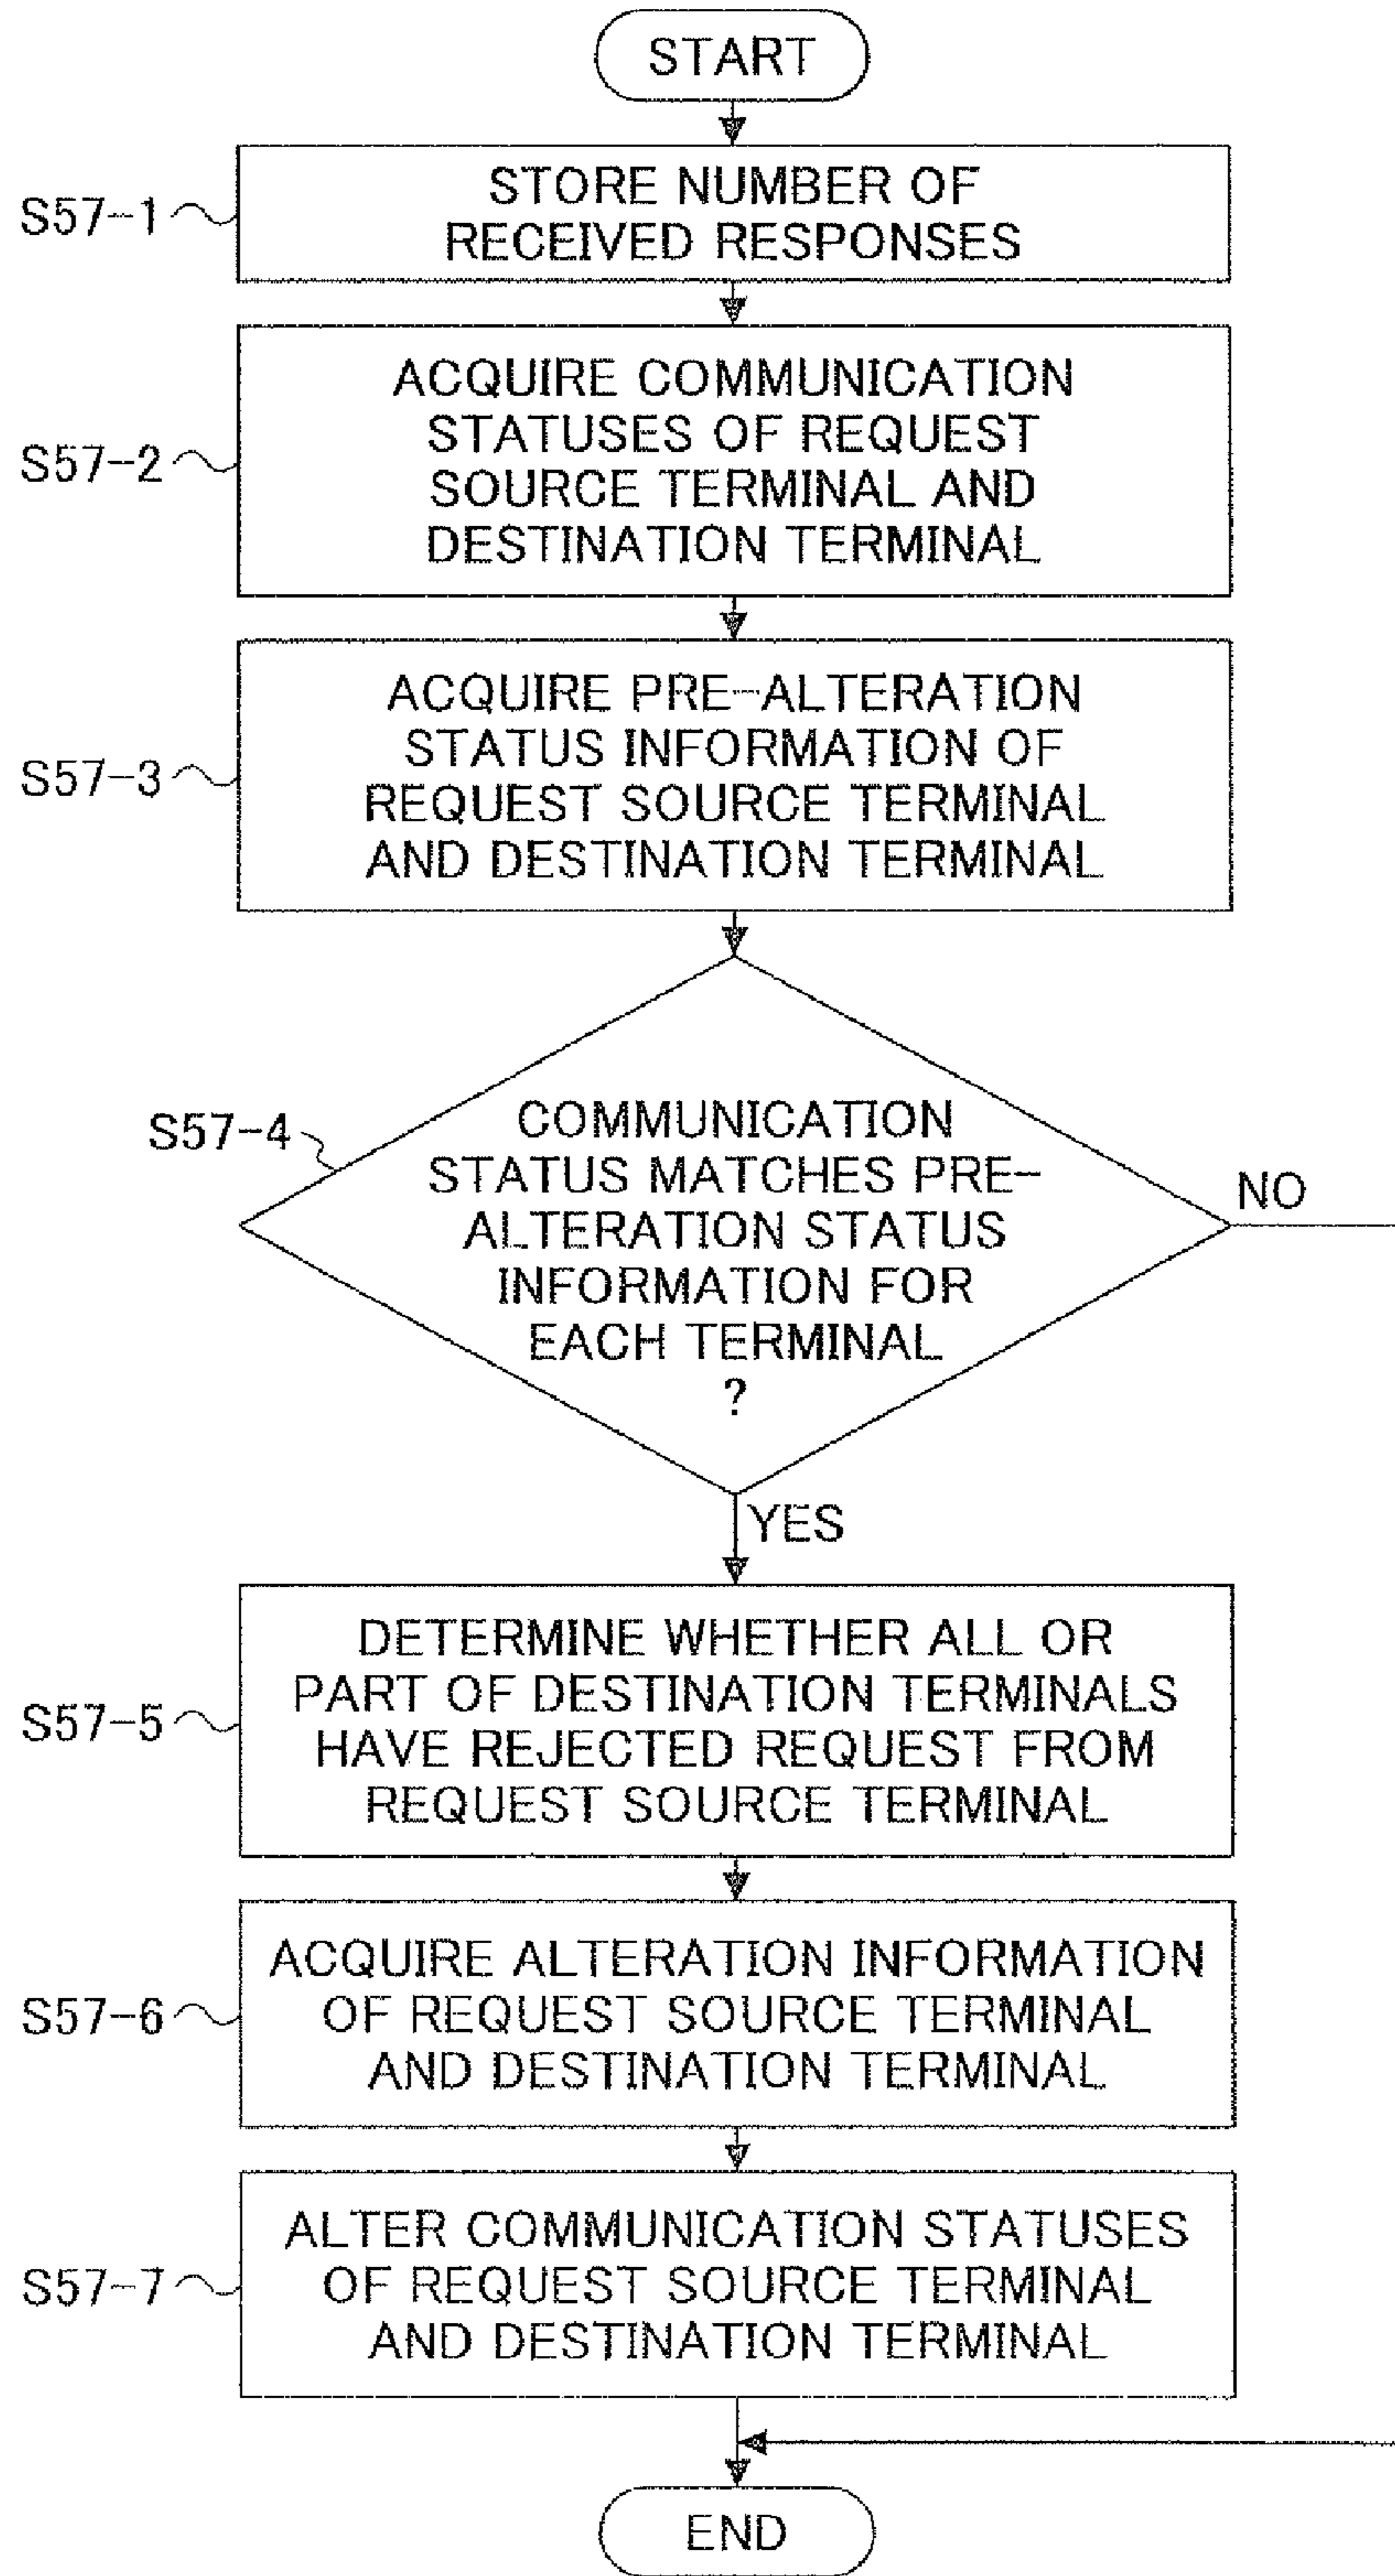 START
S57-1
STORE NUMBER OF
RECEIVED RESPONSES
S57-2
ACQUIRE COMMUNICATION
STATUSES OF REQUEST
SOURCE TERMINAL AND
DESTINATION TERMINAL
S57-3
ACQUIRE PRE-ALTERATION
STATUS INFORMATION OF
REQUEST SOURCE TERMINAL
AND DESTINATION TERMINAL
S57-4
COMMUNICATION
STATUS MATCHES PRE-
ALTERATION STATUS
INFORMATION FOR
EACH TERMINAL
?
NO
YES
S57-5
DETERMINE WHETHER ALL OR
PART OF DESTINATION TERMINALS
HAVE REJECTED REQUEST FROM
REQUEST SOURCE TERMINAL
S57-6
ACQUIRE ALTERATION INFORMATION
OF REQUEST SOURCE TERMINAL
AND DESTINATION TERMINAL
S57-7
ALTER COMMUNICATION STATUSES
OF REQUEST SOURCE TERMINAL
AND DESTINATION TERMINAL
END